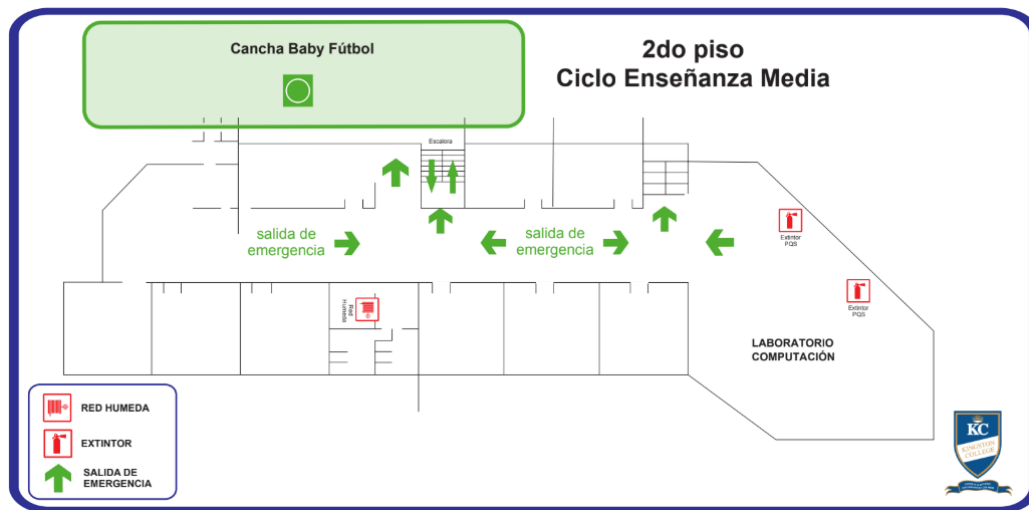 Cancha Baby Fútbol
2do piso
Ciclo Enseñanza Media
Escalera
salida de
emergencia
salida de
emergencia
Extintor
PQS
Extintor
PQS
Red
Humeda
LABORATORIO
COMPUTACIÓN
RED HUMEDA
EXTINTOR
SALIDA DE
EMERGENCIA
KC
KINGSTON
COLLEGE